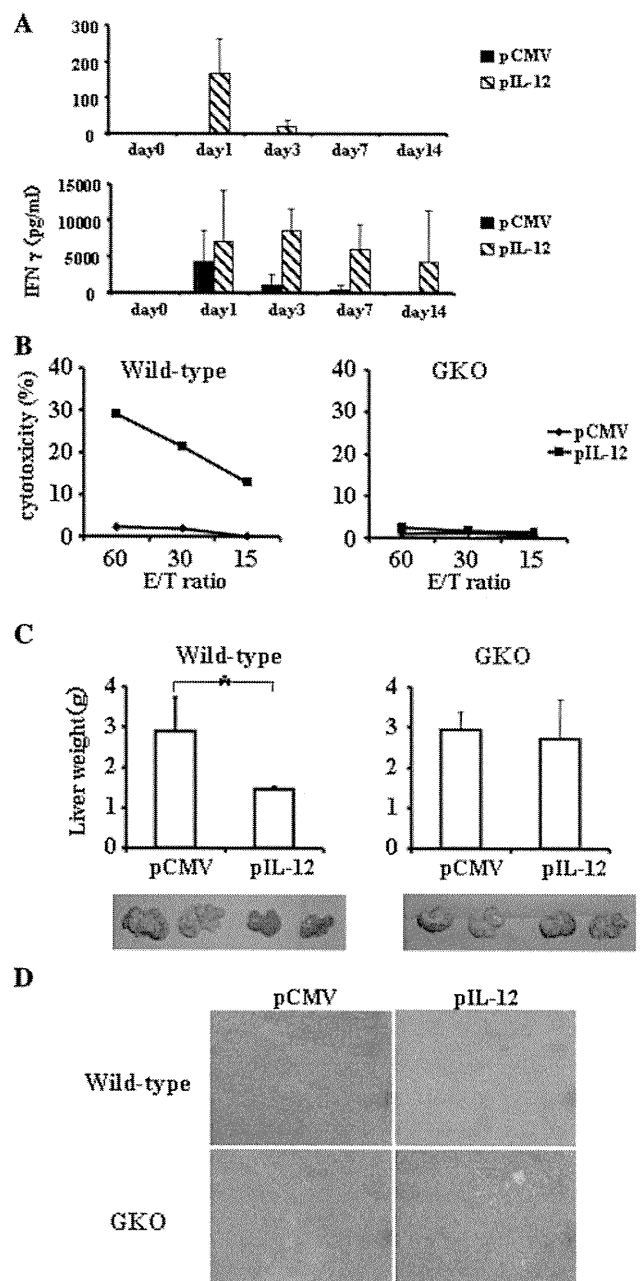 A
300
200
100
0
day0 day1 day3 day7 day14
pCMV
pIL-12
IFN γ (pg/ml)
15000
10000
5000
0
day0 day1 day3 day7 day14
pCMV
pIL-12
B
Wild-type
GKO
cytotoxicity (%)
40
30
20
10
0
60 30 15
E/T ratio
40
30
20
10
0
60 30 15
E/T ratio
pCMV
pIL-12
C
Wild-type
GKO
Liver weight(g)
4
3
2
1
0
pCMV pIL-12
*
4
3
2
1
0
pCMV pIL-12
D
pCMV pIL-12
Wild-type
GKO